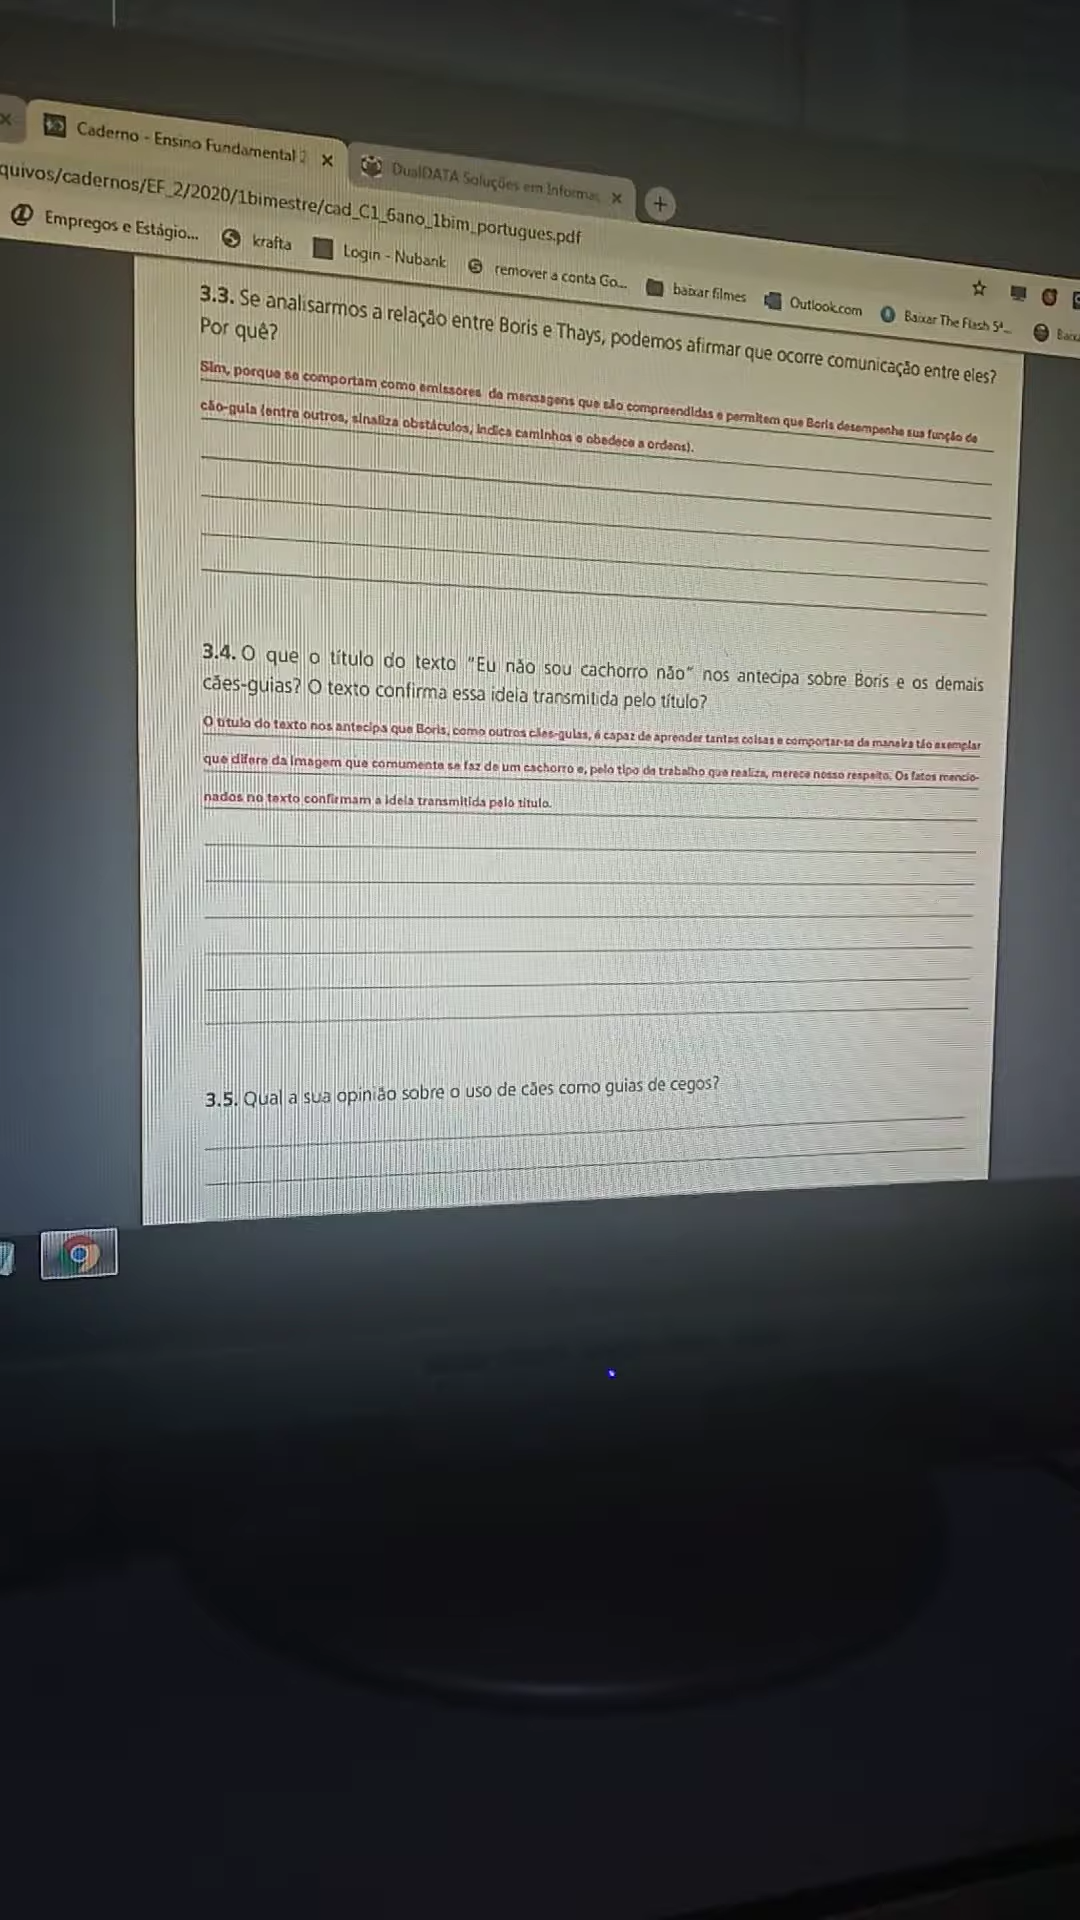 Caderno - Ensino Fundamental 2
DualDATA Soluções em Informaç
quivos/cadernos/EF_2/2020/1bimestre/cad_C1_6ano_1bim_portugues.pdf
Empregos e Estágio...
krafta
Login - Nubank
remover a conta Go...
baixar filmes
Outlook.com
Baixar The Flash 5ª...
Baixa
3.3. Se analisarmos a relação entre Boris e Thays, podemos afirmar que ocorre comunicação entre eles?
Por quê?
Sim, porque se comportam como emissores de mensagens que são compreendidas e permitem que Boris desempenhe sua função de
cão-guia (entre outros, sinaliza obstáculos, indica caminhos e obedece a ordens).
3.4. O que o título do texto "Eu não sou cachorro não" nos antecipa sobre Boris e os demais
cães-guias? O texto confirma essa ideia transmitida pelo título?
O título do texto nos antecipa que Boris, como outros cães-guias, é capaz de aprender tantas coisas e comportar-se de maneira tão exemplar
que difere da imagem que comumente se faz de um cachorro e, pelo tipo de trabalho que realiza, merece nosso respeito. Os fatos mencio-
nados no texto confirmam a ideia transmitida pelo título.
3.5. Qual a sua opinião sobre o uso de cães como guias de cegos?